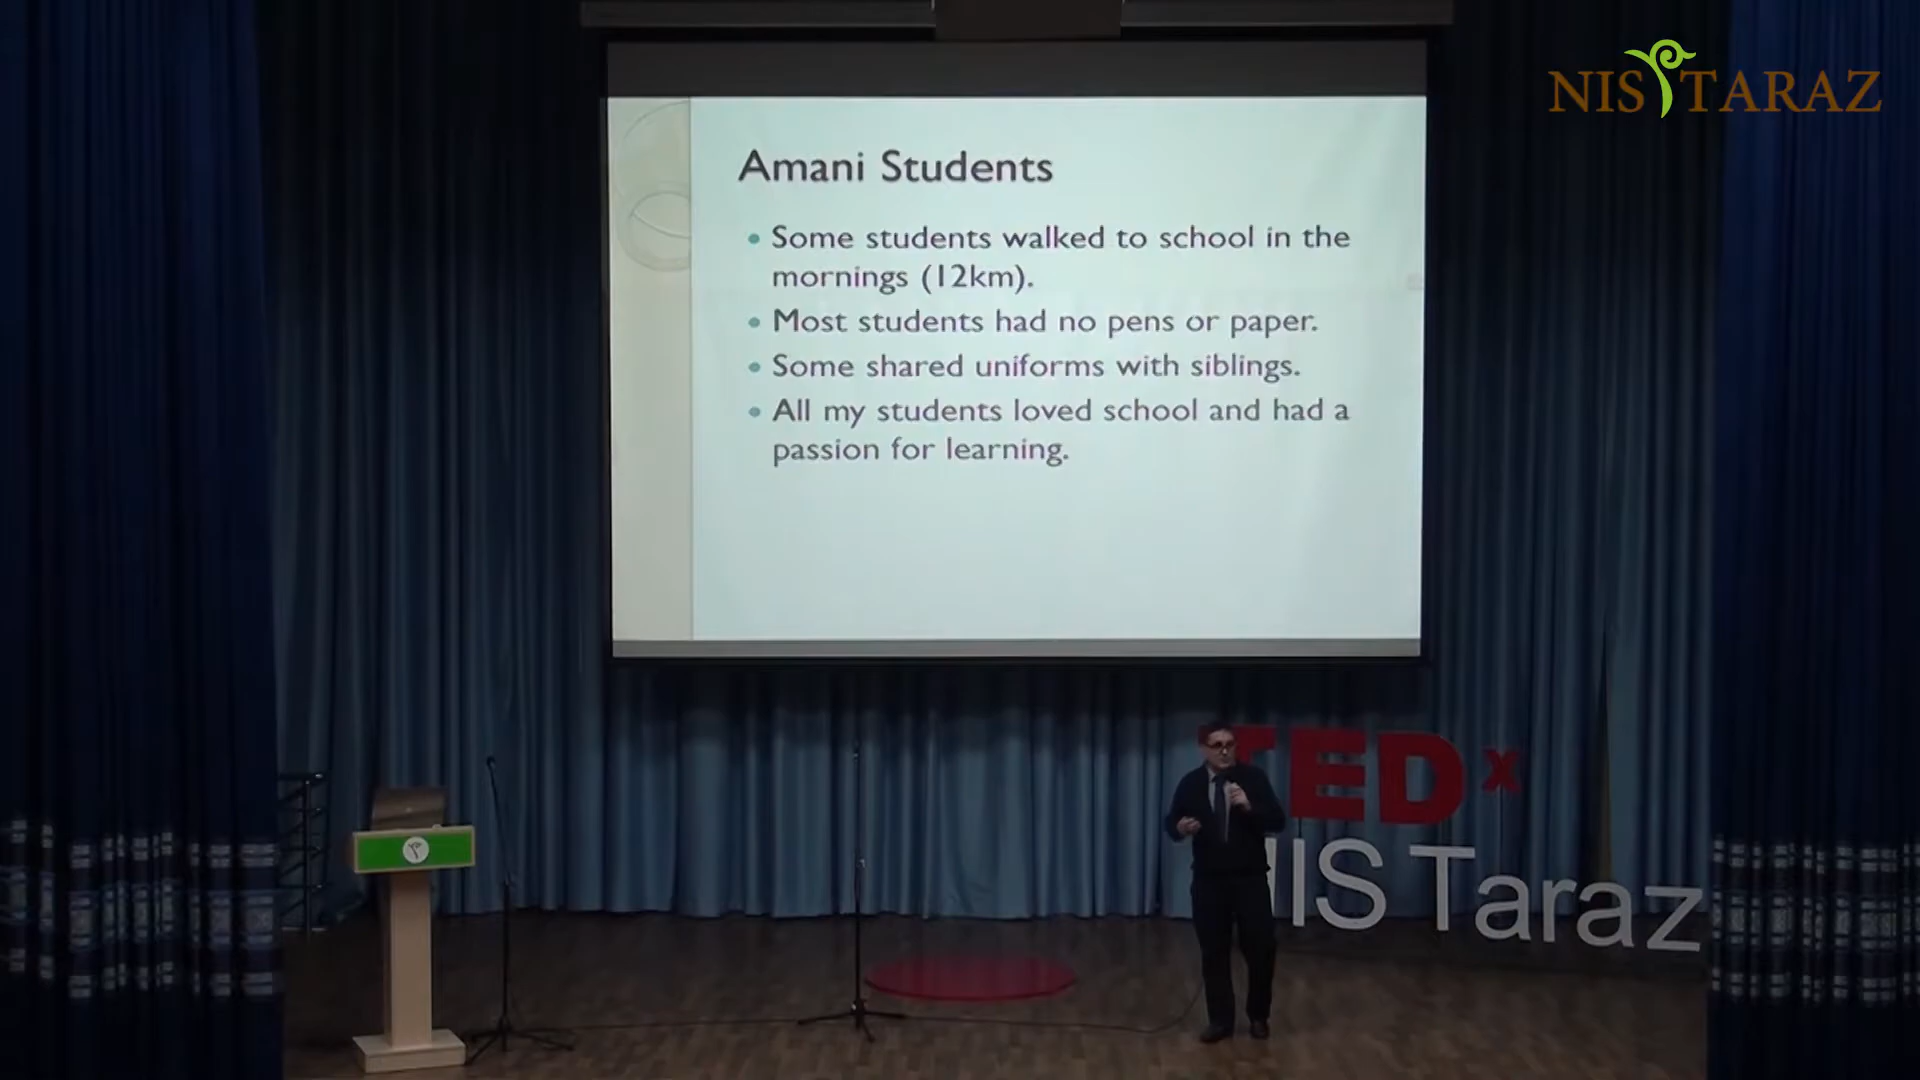 NIS TARAZ
Amani Students
• Some students walked to school in the
mornings (12km).
• Most students had no pens or paper.
• Some shared uniforms with siblings.
• All my students loved school and had a
passion for learning.
TEDx
NIS Taraz